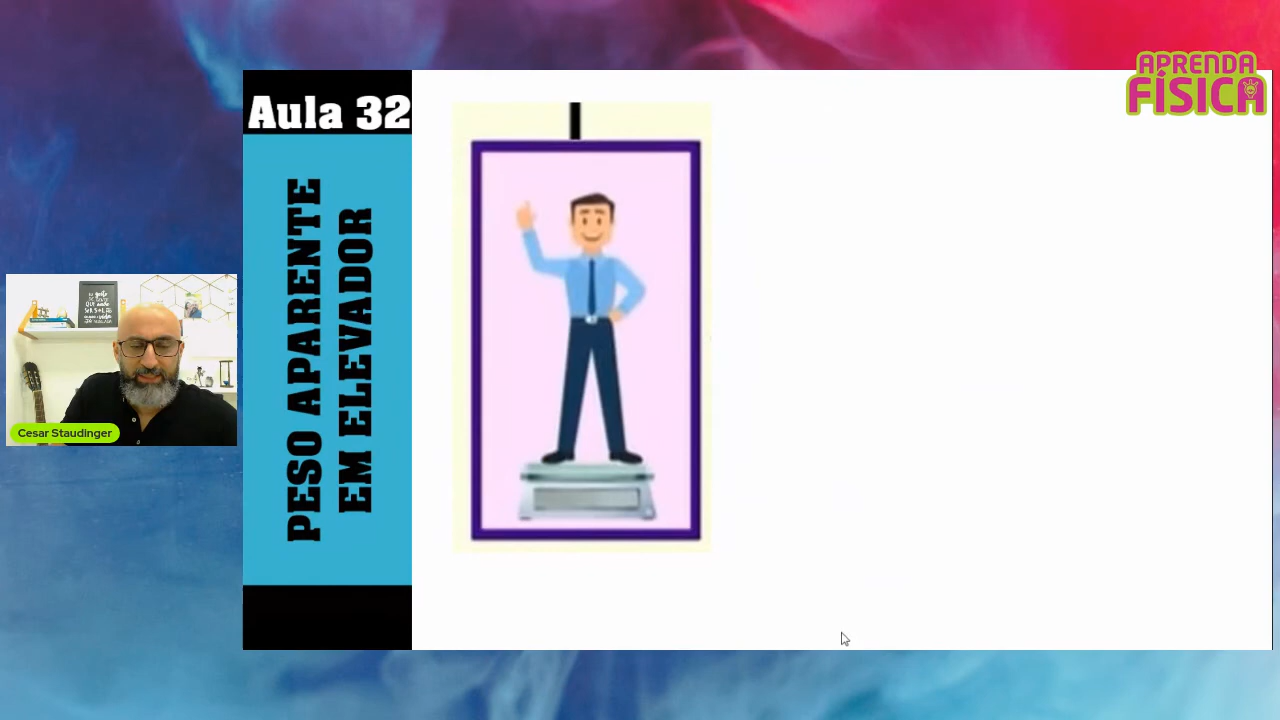 APRENDA
FÍSICA
Aula 32
PESO APARENTE
EM ELEVADOR
Cesar Staudinger